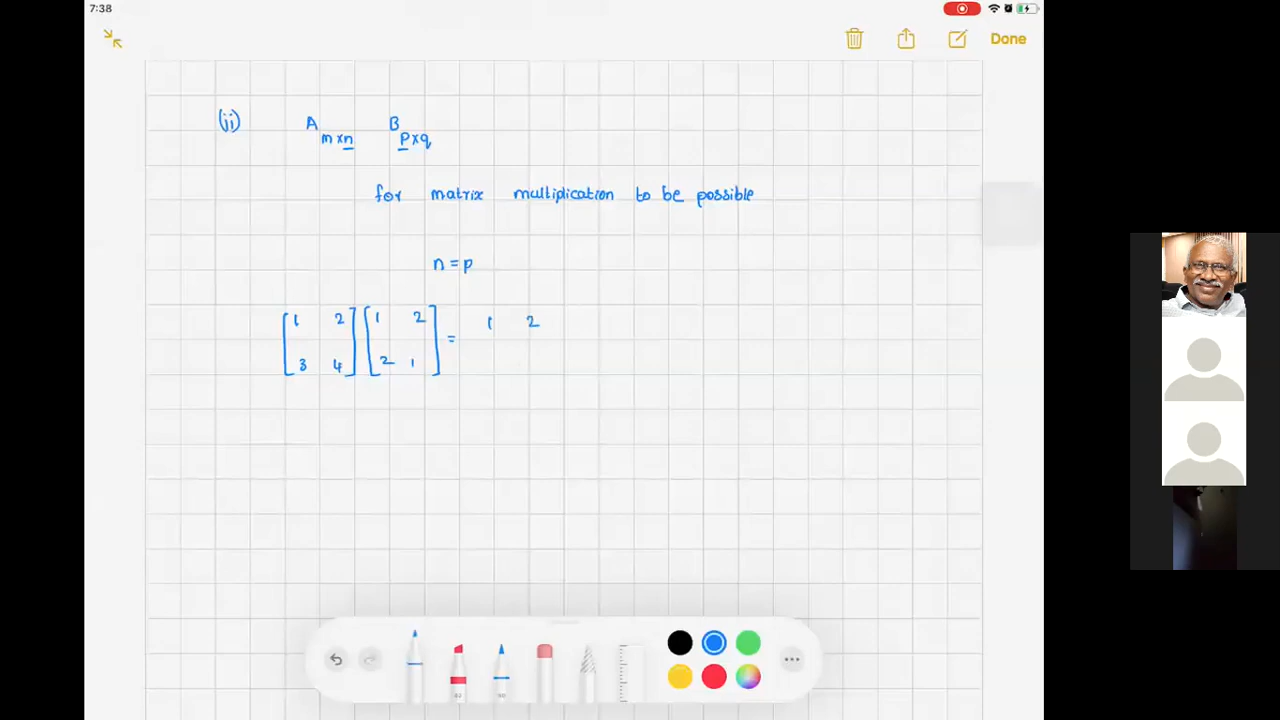 7:38
Done
(ii) A m×n B p×q
for matrix multiplication to be possible
n = p
[1 2] [1 2] = 1 2
[3 4] [2 1]